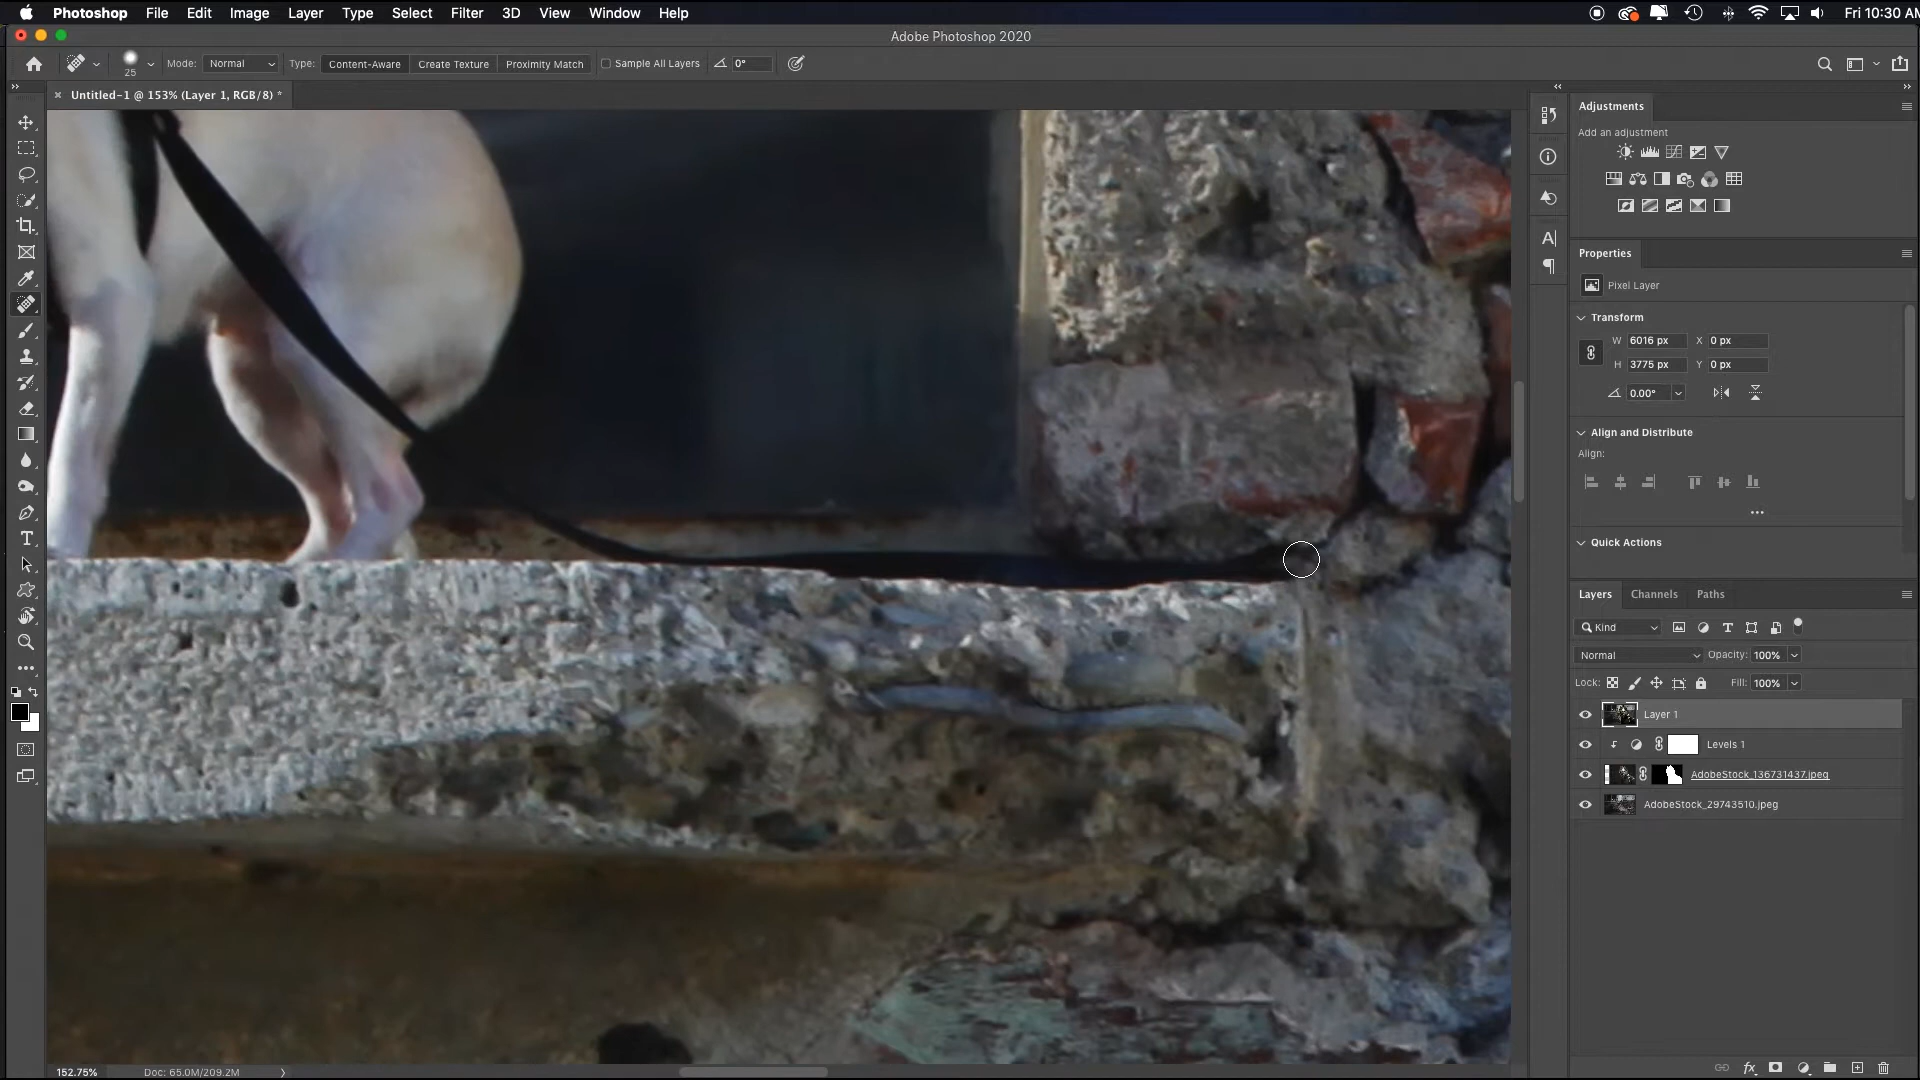 Photoshop File Edit Image Layer Type Select Filter 3D View Window Help Fri 10:30 AM
Adobe Photoshop 2020
25 Mode: Normal Type: Content-Aware Create Texture Proximity Match Sample All Layers 0°
× Untitled-1 @ 153% (Layer 1, RGB/8) *
Adjustments
Add an adjustment
Properties
Pixel Layer
Transform
W 6016 px X 0 px
H 3775 px Y 0 px
0.00°
Align and Distribute
Align:
Quick Actions
Layers Channels Paths
Kind
Normal Opacity: 100%
Lock: Fill: 100%
Layer 1
Levels 1
AdobeStock_136731437.jpeg
AdobeStock_29743510.jpeg
152.75% Doc: 65.0M/209.2M